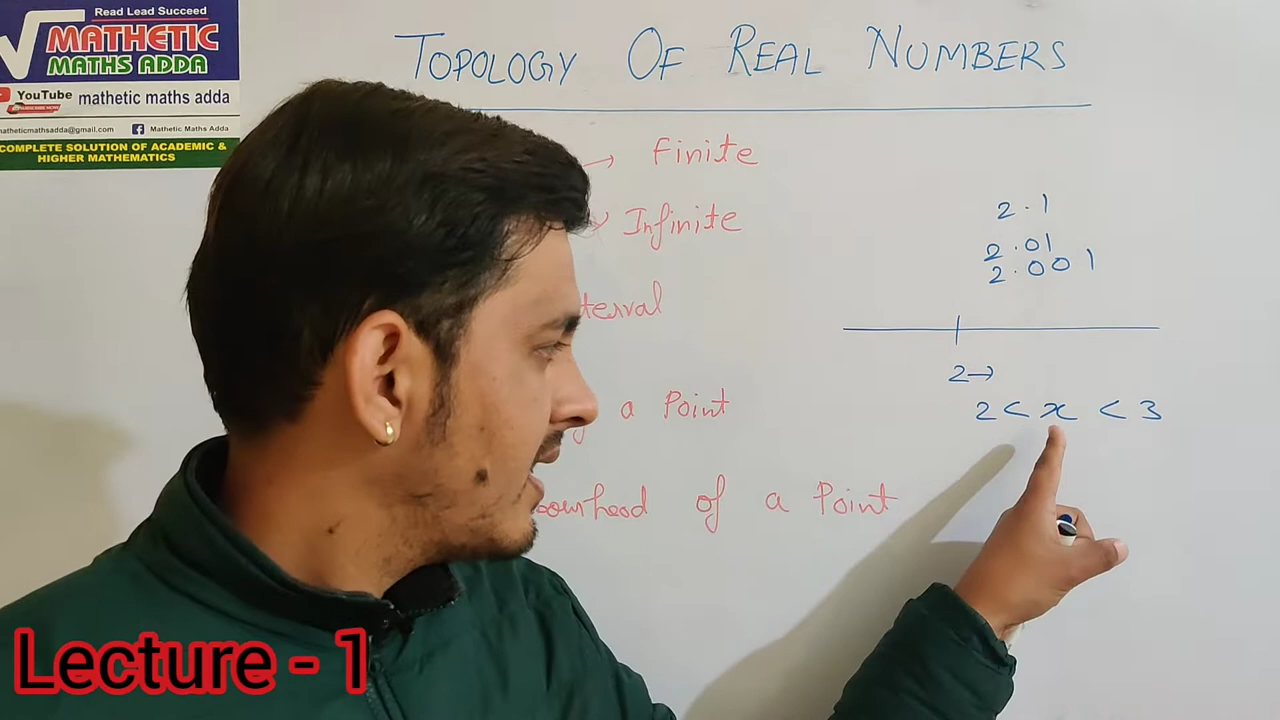 Read Lead Succeed
MATHETIC
MATHS ADDA
YouTube mathetic maths adda
matheticmathsadda@gmail.com Mathetic Maths Adda
COMPLETE SOLUTION OF ACADEMIC &
HIGHER MATHEMATICS
TOPOLOGY OF REAL NUMBERS
→ Finite
Infinite
terval
a Point
ourhood of a Point
2.1
2.01
2.001
2→
2 < x < 3
Lecture - 1